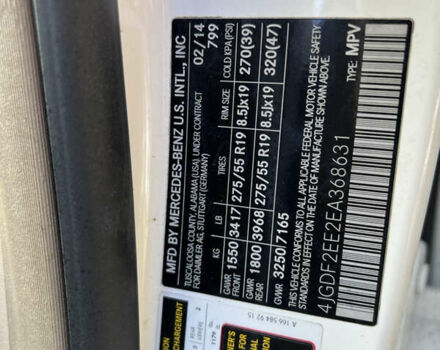 MFD BY MERCEDES-BENZ U.S. INTL., INC
TUSCALOOSA COUNTY, ALABAMA (USA), UNDER CONTRACT
FOR DAIMLER AG, STUTTGART (GERMANY)
02/14
799
KG LB TIRES RIM SIZE COLD KPA (PSI)
GAWR FRONT 1550 3417 275/55 R19 8.5Jx19 270(39)
GAWR REAR 1800 3968 275/55 R19 8.5Jx19 320(47)
GVWR 3250 7165
THIS VEHICLE CONFORMS TO ALL APPLICABLE FEDERAL MOTOR VEHICLE SAFETY
STANDARDS IN EFFECT ON THE DATE OF MANUFACTURE SHOWN ABOVE.
4JGDF2EE2EA368631 TYPE: MPV
A 166 584 92 15